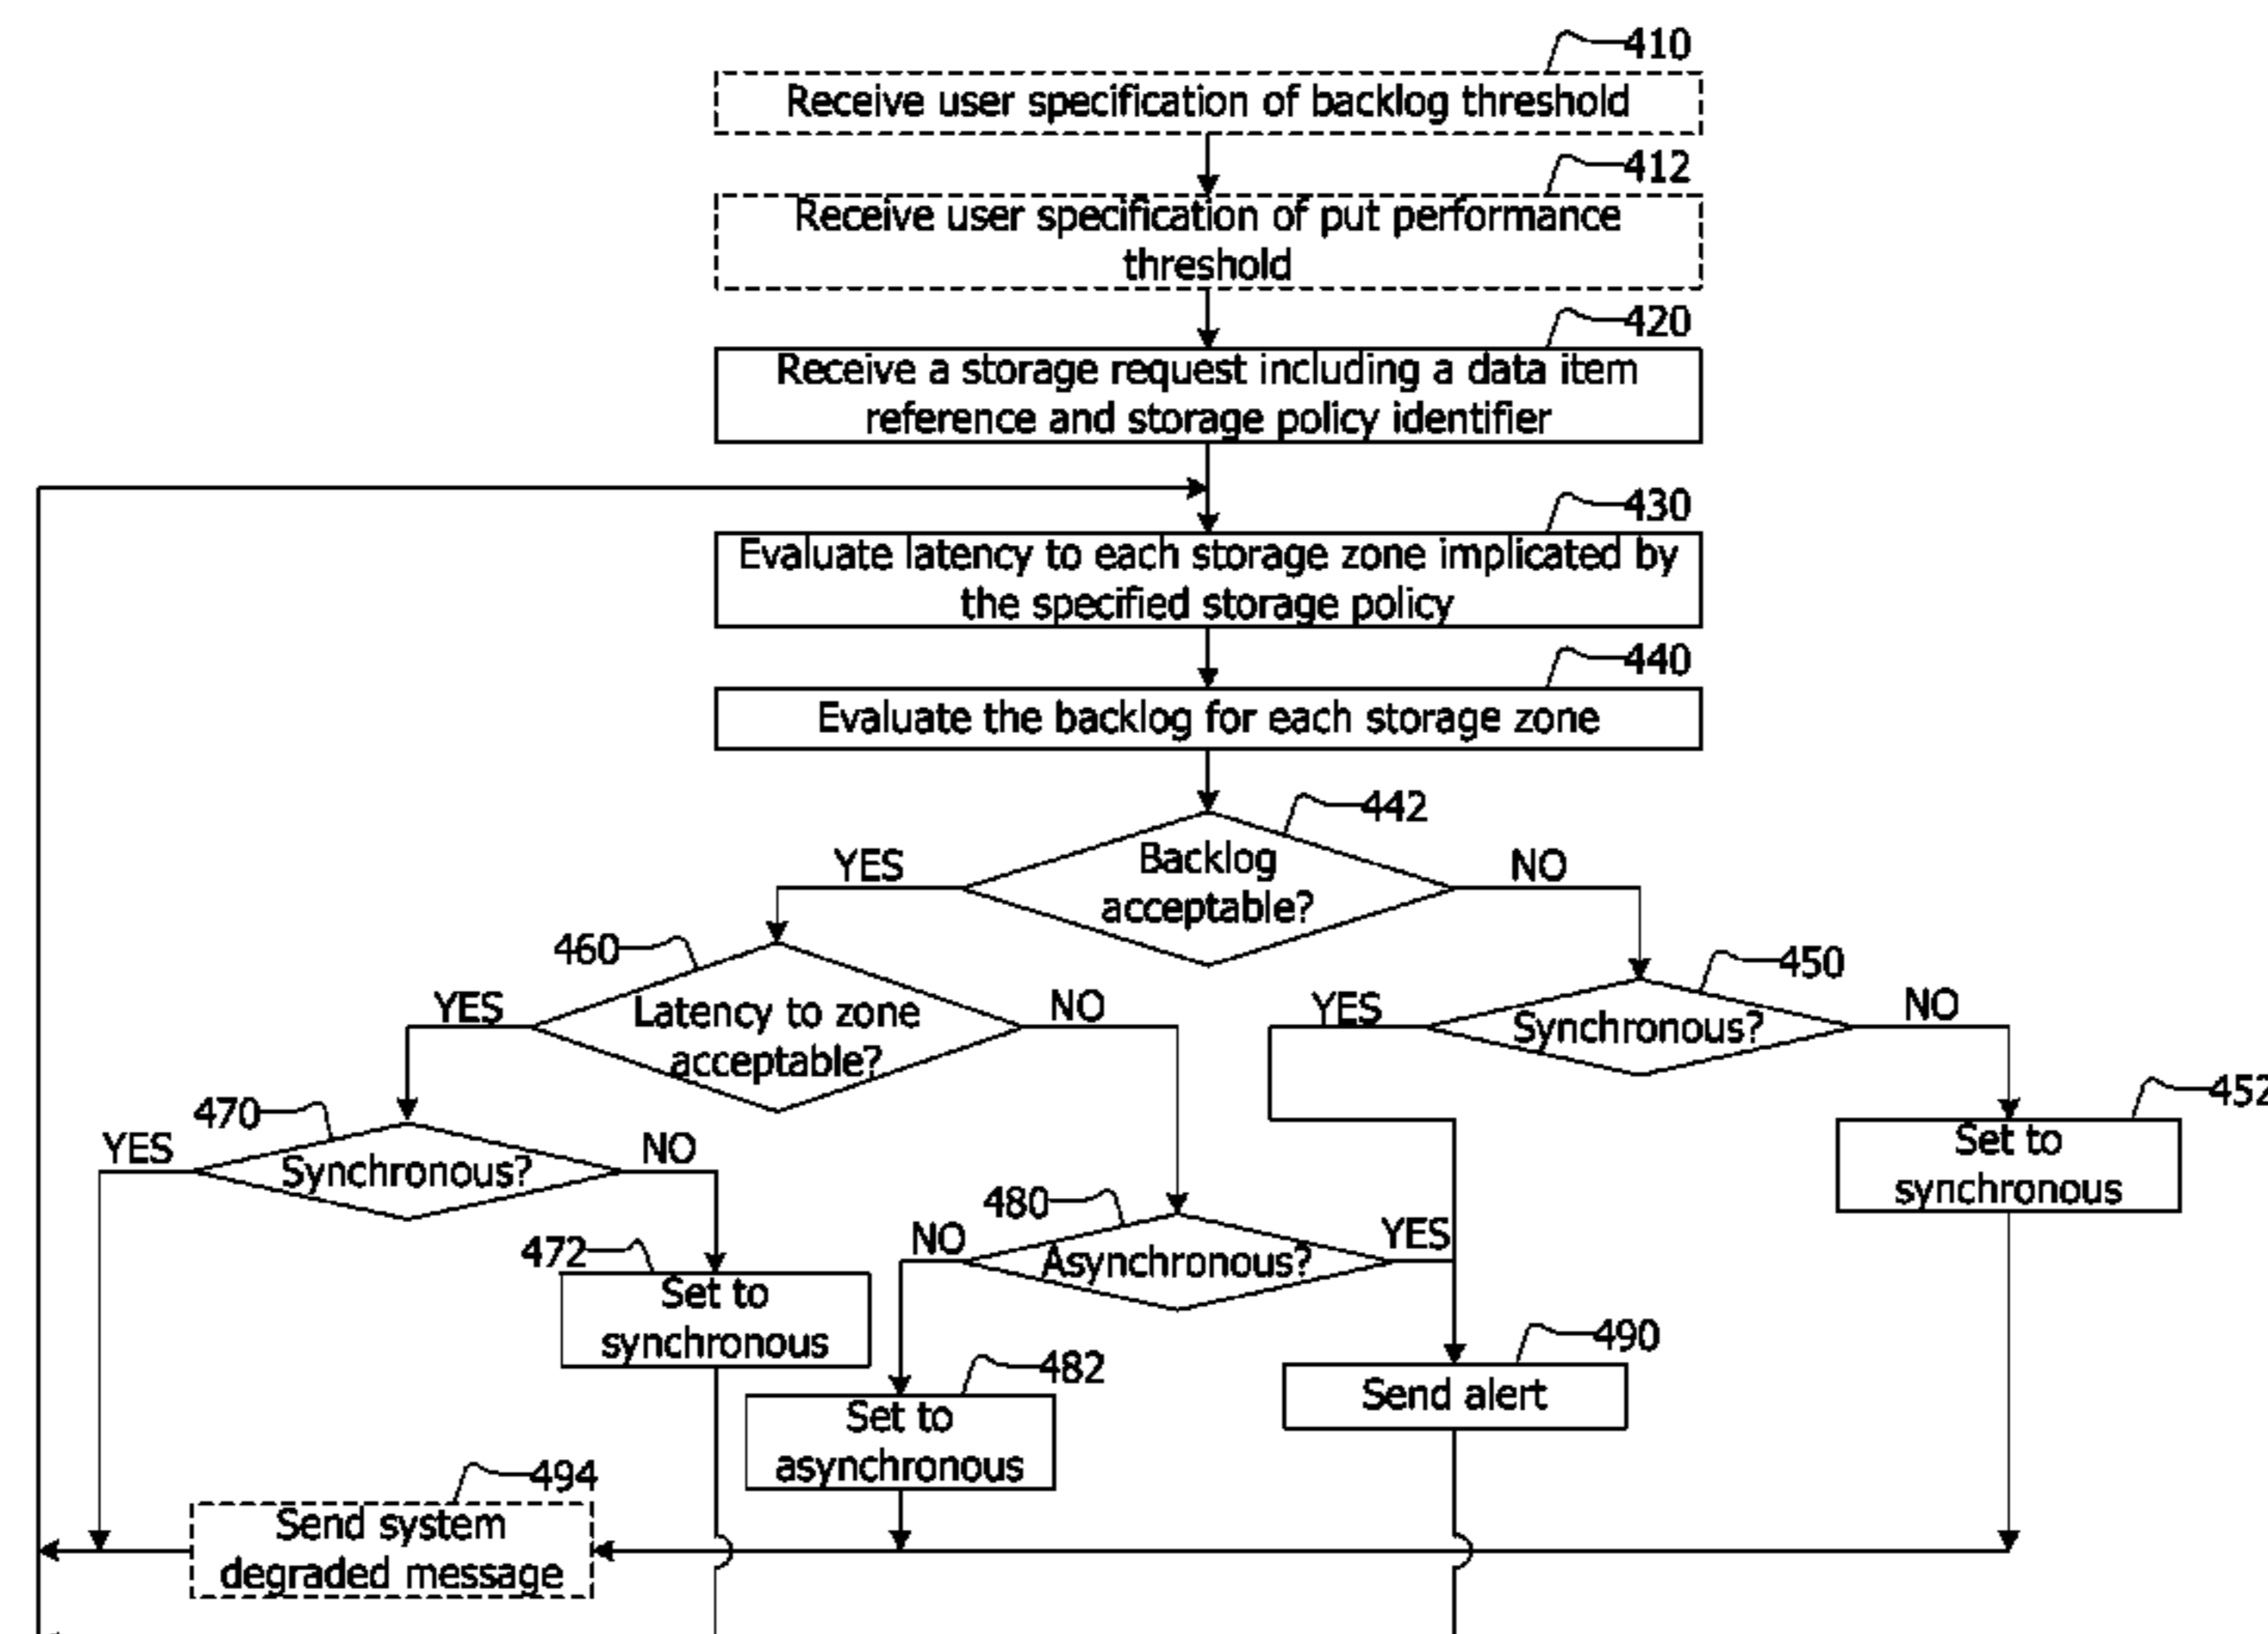 410
Receive user specification of backlog threshold
412
Receive user specification of put performance
threshold
420
Receive a storage request including a data item
reference and storage policy identifier
430
Evaluate latency to each storage zone implicated by
the specified storage policy
440
Evaluate the backlog for each storage zone
442
YES
Backlog
acceptable?
NO
460
YES
Latency to zone
acceptable?
NO
450
YES
Synchronous?
NO
452
Set to
synchronous
470
YES
Synchronous?
NO
480
NO
Asynchronous?
YES
472
Set to
synchronous
482
Set to
asynchronous
490
Send alert
494
Send system
degraded message